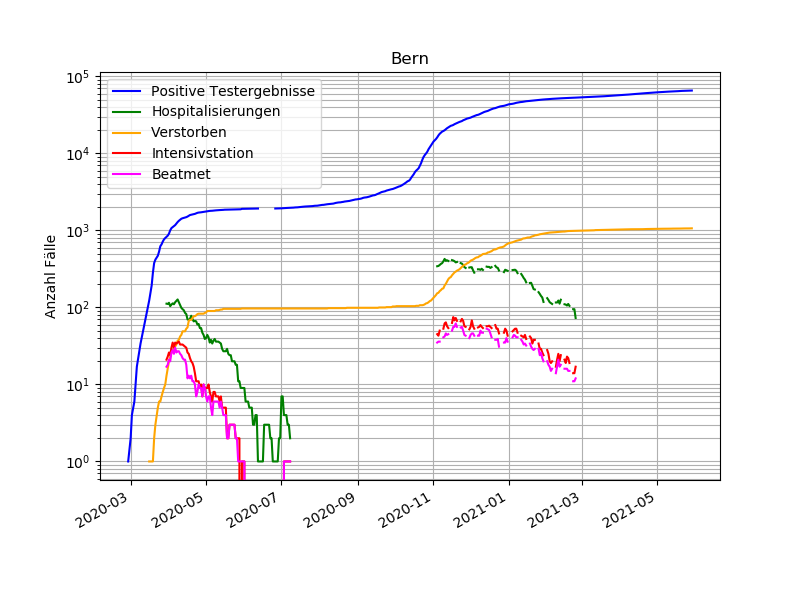 Bern
Anzahl Fälle
10^5
10^4
10^3
10^2
10^1
10^0
Positive Testergebnisse
Hospitalisierungen
Verstorben
Intensivstation
Beatmet
2020-03
2020-05
2020-07
2020-09
2020-11
2021-01
2021-03
2021-05